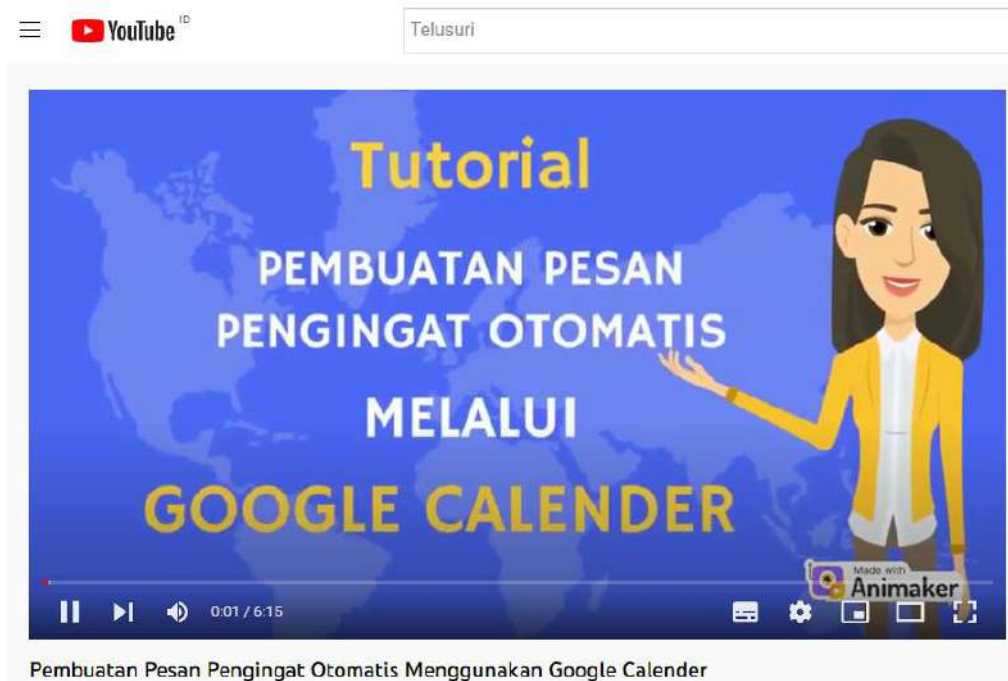 YouTube ID
Telusuri
Tutorial
PEMBUATAN PESAN
PENGINGAT OTOMATIS
MELALUI
GOOGLE CALENDER
Made with
Animaker
0:01 / 6:15
Pembuatan Pesan Pengingat Otomatis Menggunakan Google Calender